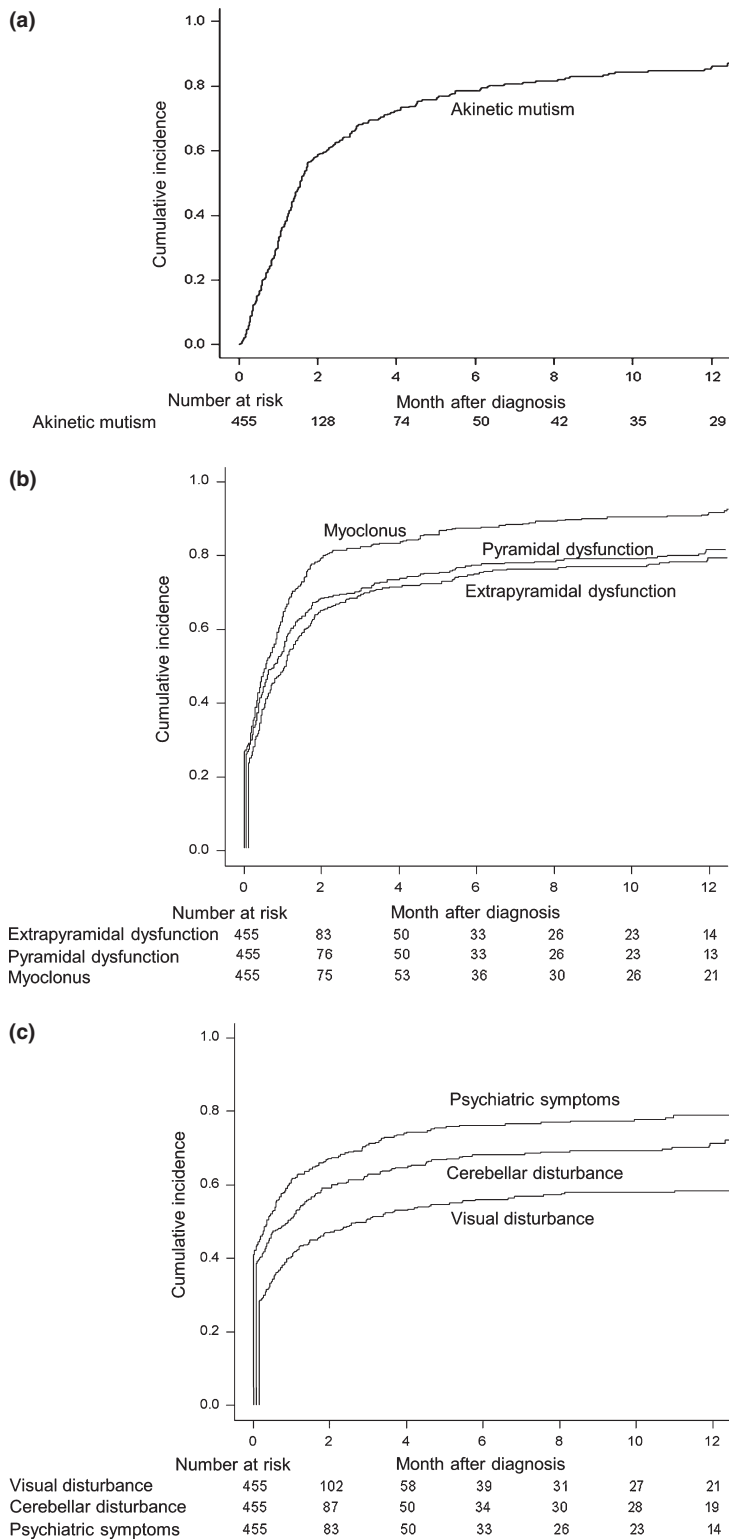 (a)
1.0
0.8
0.6
0.4
0.2
0.0
Cumulative incidence
Akinetic mutism
0 2 4 6 8 10 12
Number at risk Month after diagnosis
Akinetic mutism 455 128 74 50 42 35 29
(b)
1.0
0.8
0.6
0.4
0.2
0.0
Cumulative incidence
Myoclonus
Pyramidal dysfunction
Extrapyramidal dysfunction
0 2 4 6 8 10 12
Number at risk Month after diagnosis
Extrapyramidal dysfunction 455 83 50 33 26 23 14
Pyramidal dysfunction 455 76 50 33 26 23 13
Myoclonus 455 75 53 36 30 26 21
(c)
1.0
0.8
0.6
0.4
0.2
0.0
Cumulative incidence
Psychiatric symptoms
Cerebellar disturbance
Visual disturbance
0 2 4 6 8 10 12
Number at risk Month after diagnosis
Visual disturbance 455 102 58 39 31 27 21
Cerebellar disturbance 455 87 50 34 30 28 19
Psychiatric symptoms 455 83 50 33 26 23 14